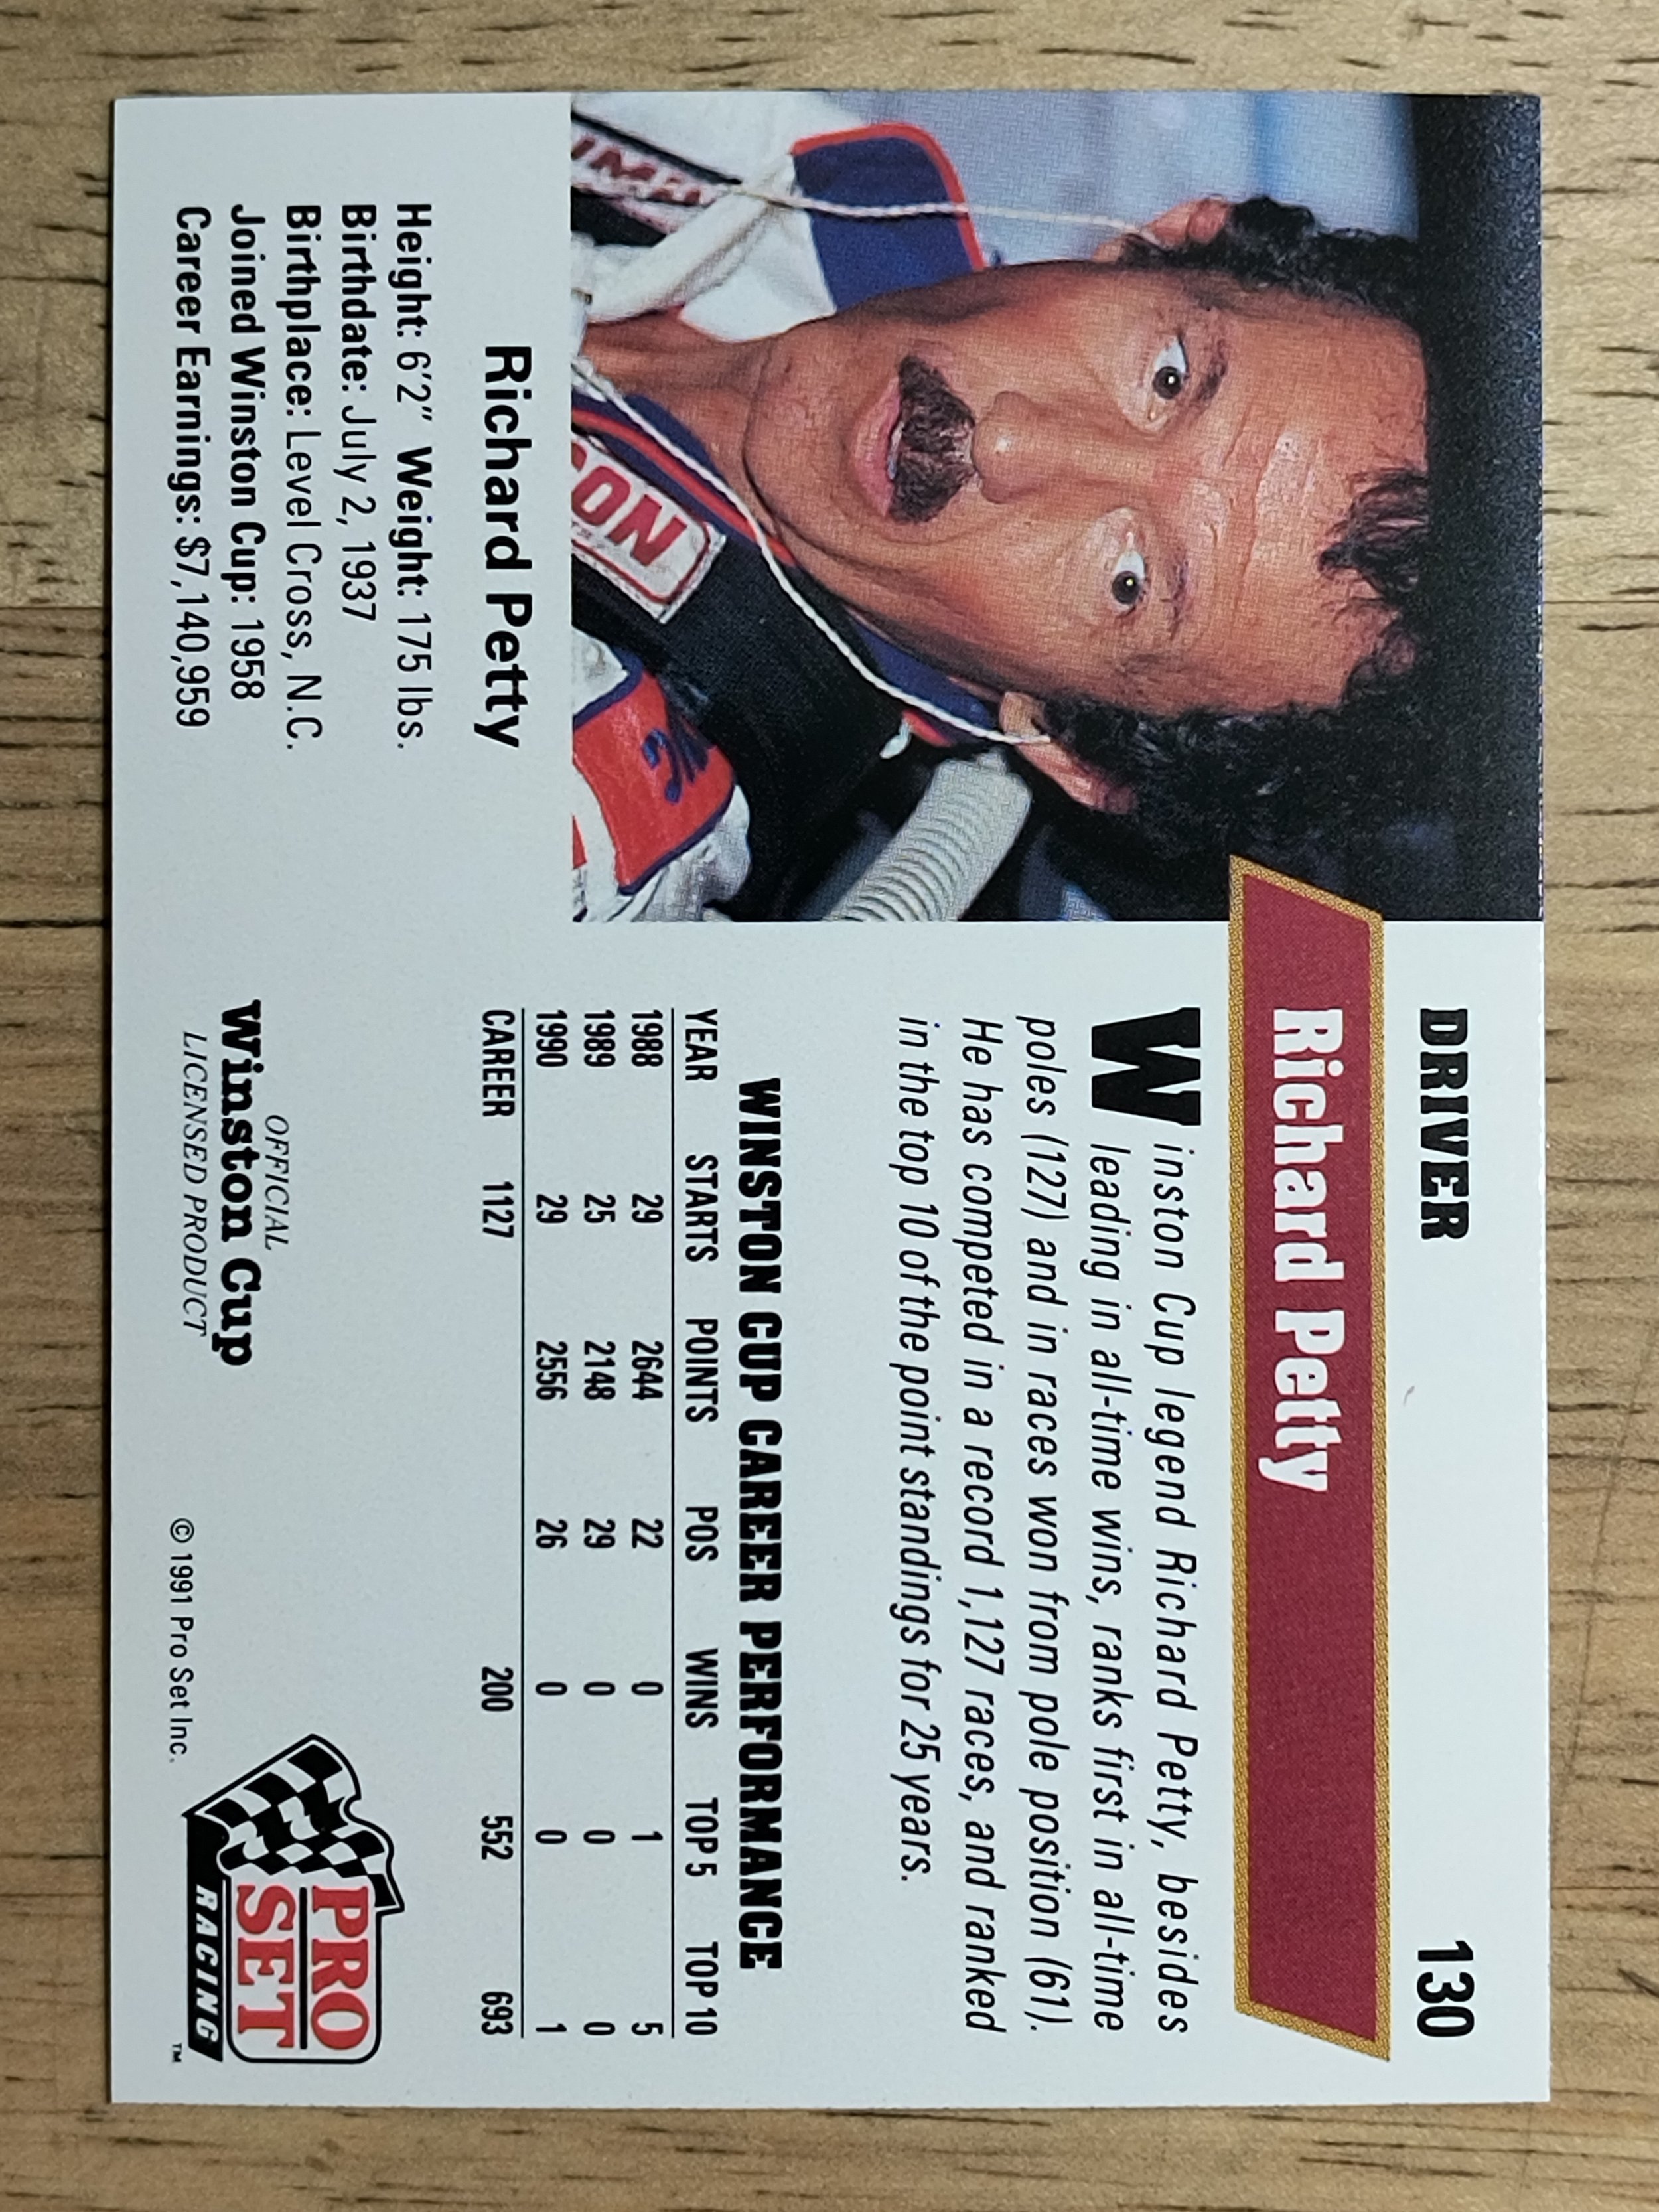 DRIVER 130
Richard Petty
Winston Cup legend Richard Petty, besides
leading in all-time wins, ranks first in all-time
poles (127) and in races won from pole position (61).
He has competed in a record 1,127 races, and ranked
in the top 10 of the point standings for 25 years.
WINSTON CUP CAREER PERFORMANCE
YEAR STARTS POINTS POS WINS TOP 5 TOP 10
1988 29 2644 22 0 1 5
1989 25 2148 29 0 0 0
1990 29 2556 26 0 0 1
CAREER 1127 200 552 693
Richard Petty
Height: 6'2" Weight: 175 lbs.
Birthdate: July 2, 1937
Birthplace: Level Cross, N.C.
Joined Winston Cup: 1958
Career Earnings: $7,140,959
OFFICIAL
Winston Cup
LICENSED PRODUCT
© 1991 Pro Set Inc.
PRO
SET
RACING
TM
ON